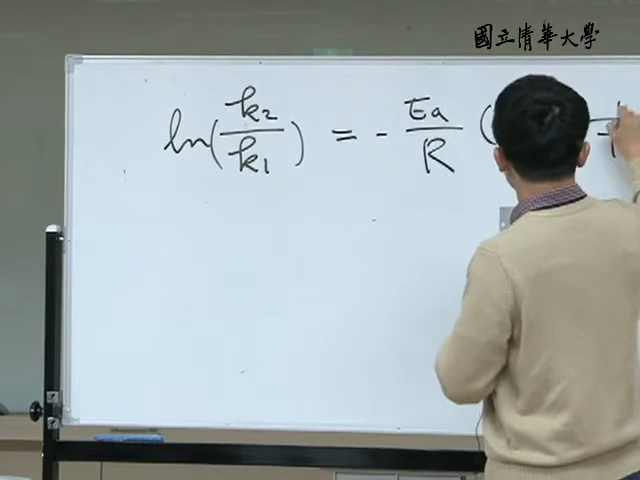 國立清華大學
ln(k2/k1) = - Ea/R (